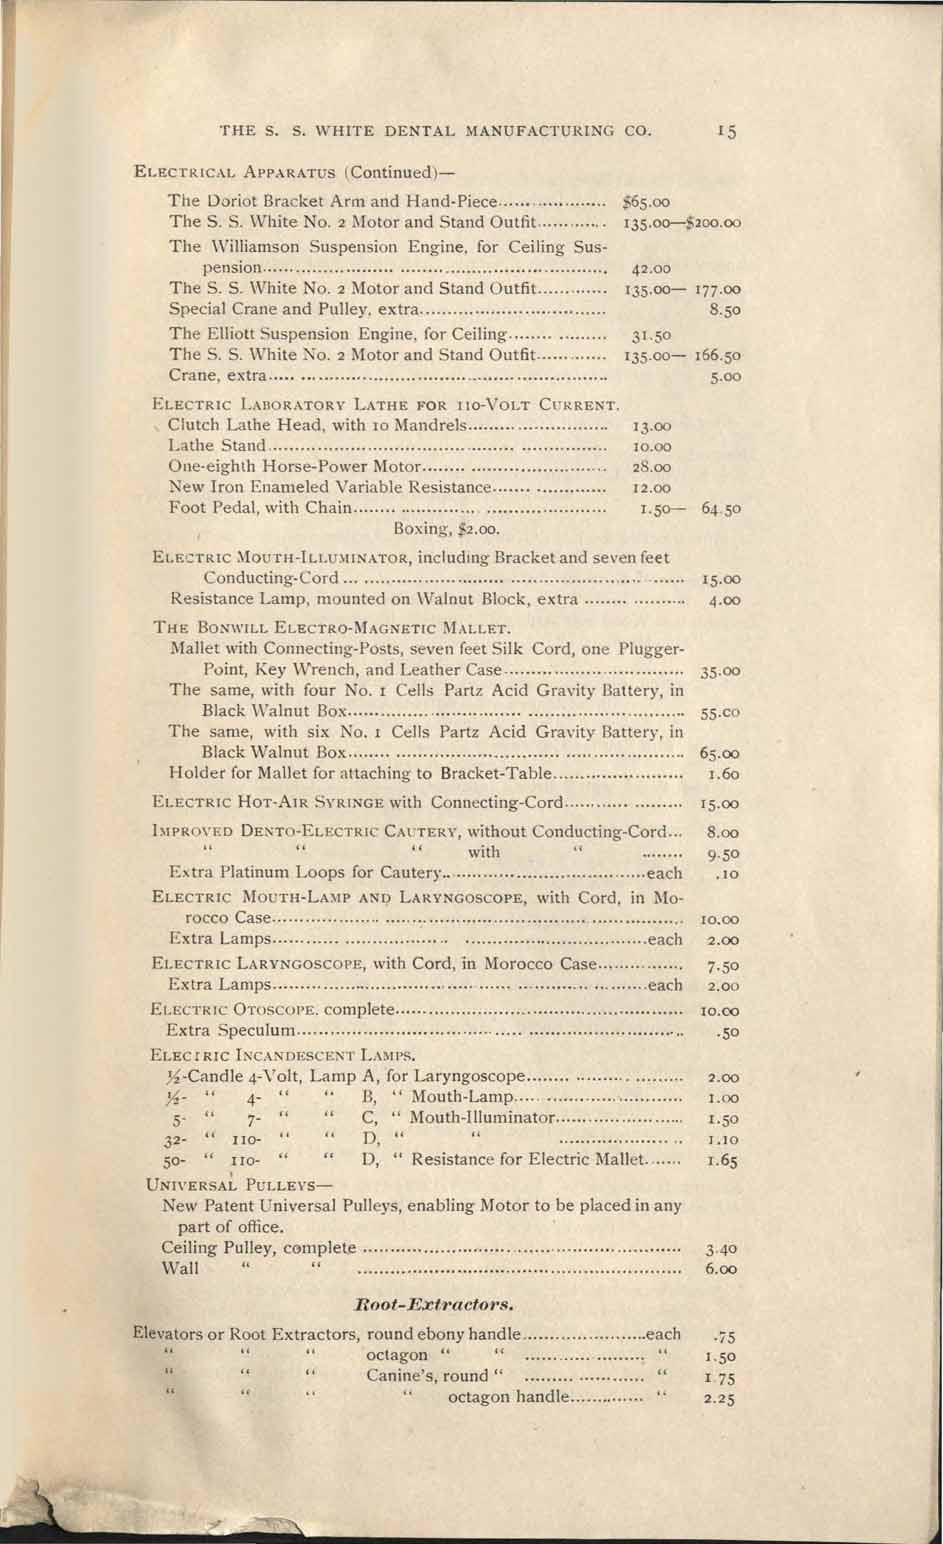 THE S. S. WHITE DENTAL MANUFACTURING CO. 15
ELECTRICAL APPARATUS (Continued)—
The Doriot Bracket Arm and Hand-Piece.................... $65.00
The S. S. White No. 2 Motor and Stand Outfit............. 135.00—$200.00
The Williamson Suspension Engine, for Ceiling Sus-
pension............................................................ 42.00
The S. S. White No. 2 Motor and Stand Outfit............. 135.00— 177.00
Special Crane and Pulley, extra.................................. 8.50
The Elliott Suspension Engine, for Ceiling.................. 31.50
The S. S. White No. 2 Motor and Stand Outfit............. 135.00— 166.50
Crane, extra............................................................ 5.00
ELECTRIC LABORATORY LATHE FOR 110-VOLT CURRENT.
Clutch Lathe Head, with 10 Mandrels.......................... 13.00
Lathe Stand............................................................ 10.00
One-eighth Horse-Power Motor.................................. 28.00
New Iron Enameled Variable Resistance..................... 12.00
Foot Pedal, with Chain.............................................. 1.50— 64.50
Boxing, $2.00.
ELECTRIC MOUTH-ILLUMINATOR, including Bracket and seven feet
Conducting-Cord ............................................................ 15.00
Resistance Lamp, mounted on Walnut Block, extra .................. 4.00
THE BONWILL ELECTRO-MAGNETIC MALLET.
Mallet with Connecting-Posts, seven feet Silk Cord, one Plugger-
Point, Key Wrench, and Leather Case.................................. 35.00
The same, with four No. 1 Cells Partz Acid Gravity Battery, in
Black Walnut Box............................................................ 55.00
The same, with six No. 1 Cells Partz Acid Gravity Battery, in
Black Walnut Box............................................................ 65.00
Holder for Mallet for attaching to Bracket-Table........................ 1.60
ELECTRIC HOT-AIR SYRINGE with Connecting-Cord..................... 15.00
IMPROVED DENTO-ELECTRIC CAUTERY, without Conducting-Cord... 8.00
“ “ “ with “ ........ 9.50
Extra Platinum Loops for Cautery....................................each .10
ELECTRIC MOUTH-LAMP AND LARYNGOSCOPE, with Cord, in Mo-
rocco Case............................................................ 10.00
Extra Lamps............................................................each 2.00
ELECTRIC LARYNGOSCOPE, with Cord, in Morocco Case................ 7.50
Extra Lamps............................................................each 2.00
ELECTRIC OTOSCOPE. complete.................................................. 10.00
Extra Speculum............................................................ .50
ELECTRIC INCANDESCENT LAMPS.
½-Candle 4-Volt, Lamp A, for Laryngoscope............................ 2.00
½- “ 4- “ “ B, “ Mouth-Lamp.............................. 1.00
5- “ 7- “ “ C, “ Mouth-Illuminator........................ 1.50
32- “ 110- “ “ D, “ “ ........................ 1.10
50- “ 110- “ “ D, “ Resistance for Electric Mallet....... 1.65
UNIVERSAL PULLEYS—
New Patent Universal Pulleys, enabling Motor to be placed in any
part of office.
Ceiling Pulley, complete ............................................................ 3.40
Wall “ “ ............................................................ 6.00
Root-Extractors.
Elevators or Root Extractors, round ebony handle........................each .75
“ “ “ octagon “ “ ...................... “ 1.50
“ “ “ Canine's, round “ ...................... “ 1.75
“ “ “ “ octagon handle.............. “ 2.25